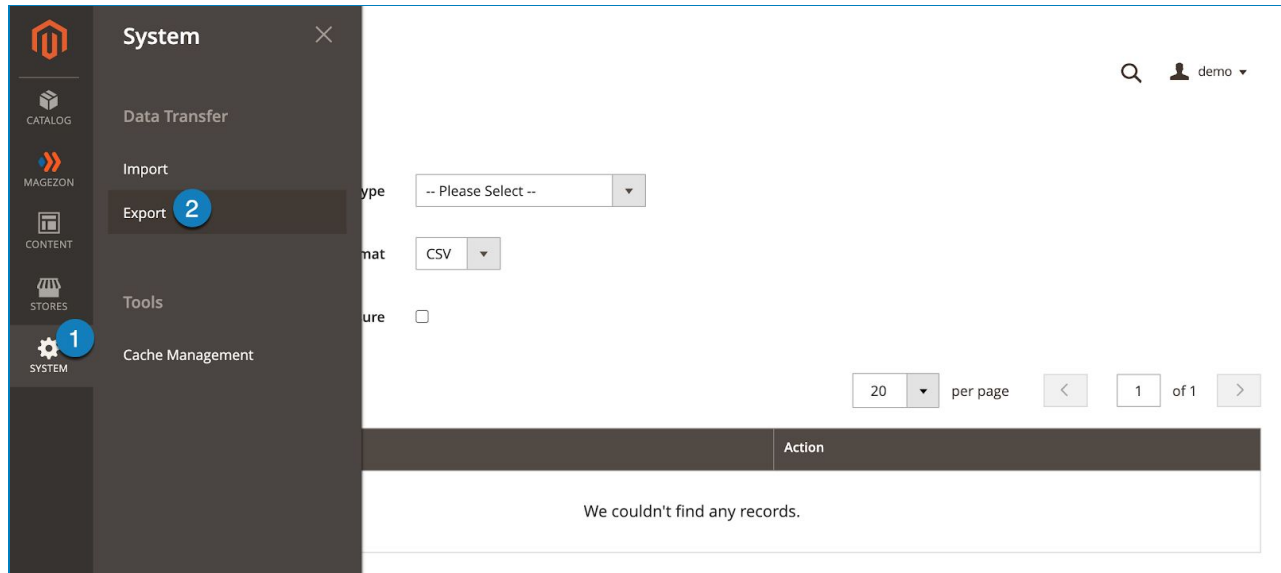 System
demo
CATALOG
Data Transfer
Import
MAGEZON
ype
-- Please Select --
Export 2
CONTENT
mat
CSV
STORES
Tools
ure
1
SYSTEM
Cache Management
20
per page
1
of 1
Action
We couldn't find any records.